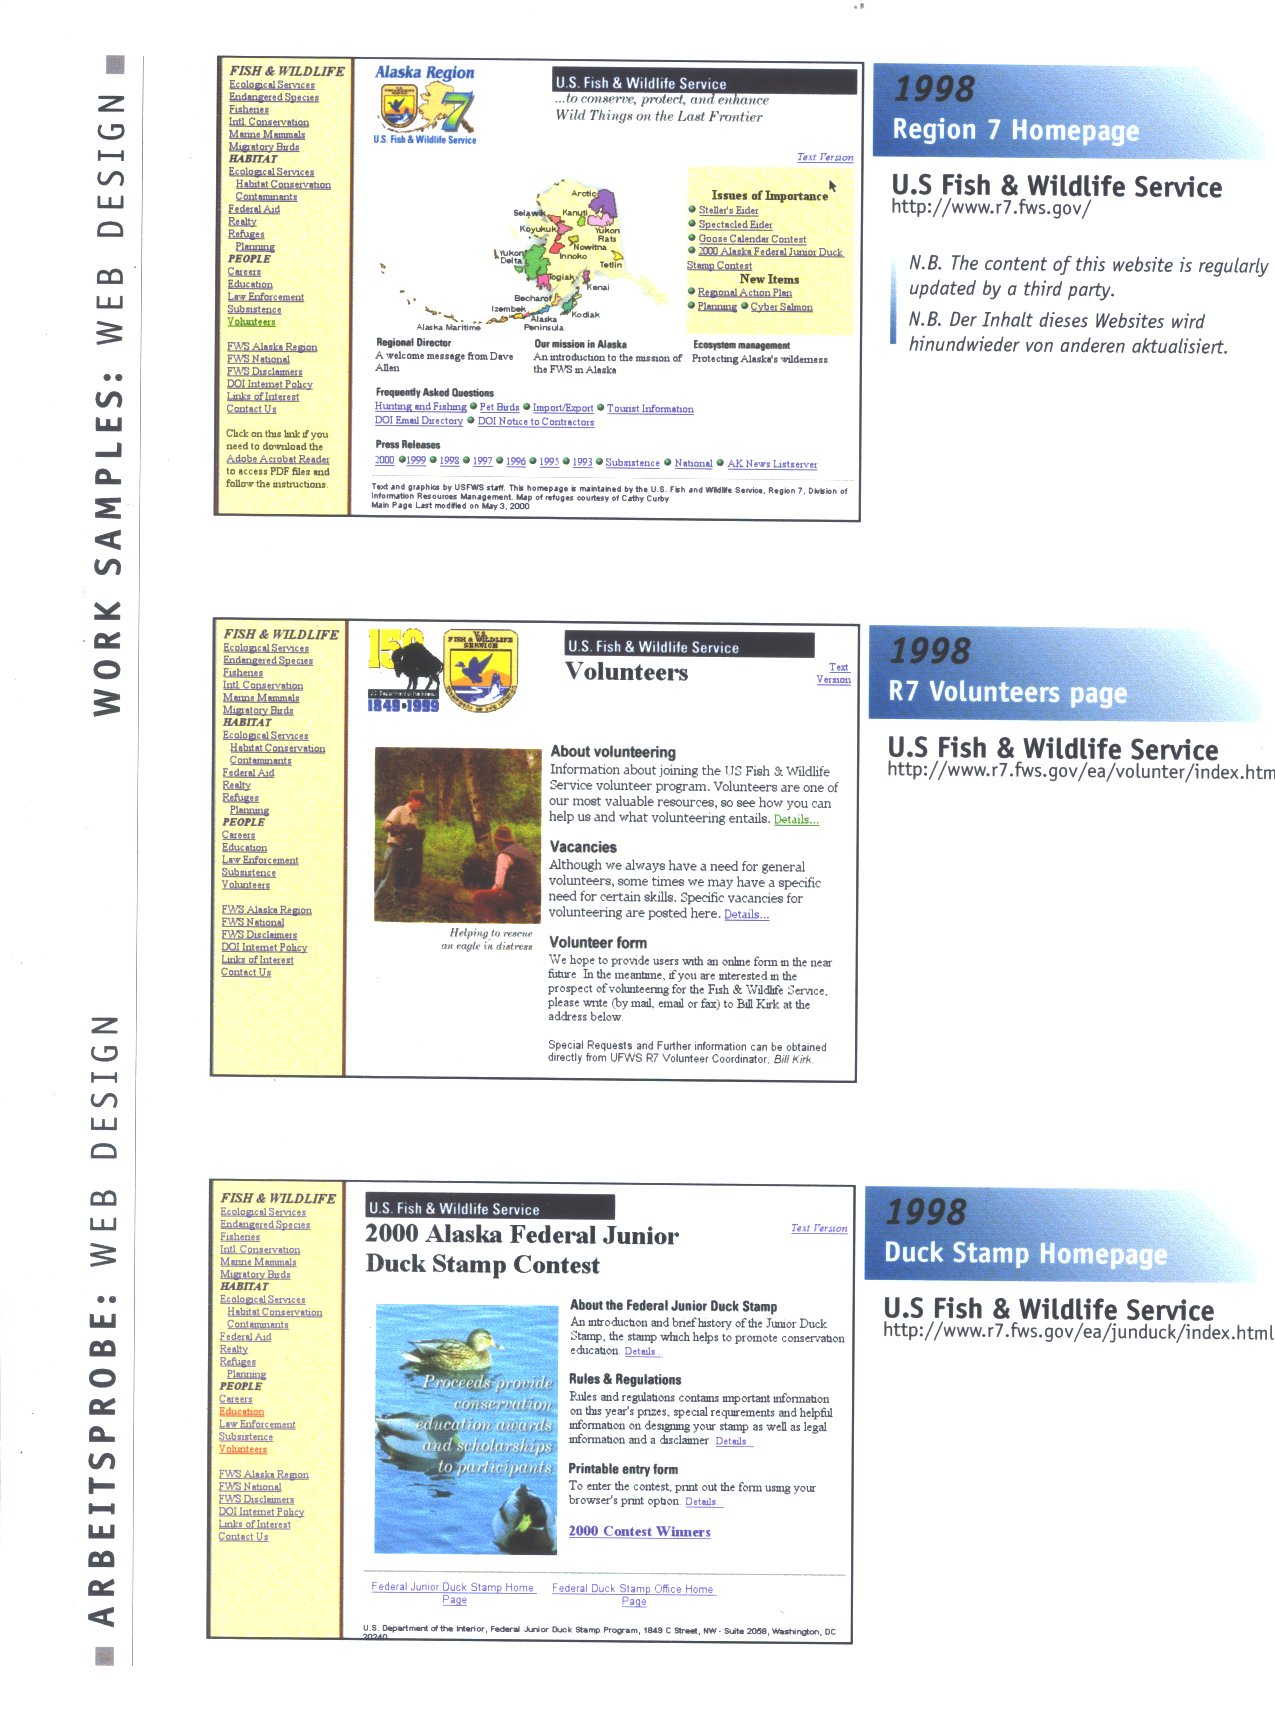 WORK SAMPLES: WEB DESIGN
ARBEITSPROBE: WEB DESIGN
FISH & WILDLIFE
Ecological Services
Endangered Species
Fisheries
Intl. Conservation
Marine Mammals
Migratory Birds
HABITAT
Ecological Services
Habitat Conservation
Contaminants
Federal Aid
Realty
Refuges
Planning
PEOPLE
Careers
Education
Law Enforcement
Subsistence
Volunteers
FWS Alaska Region
FWS National
FWS Disclaimers
DOI Internet Policy
Links of Interest
Contact Us
Click on this link if you
need to download the
Adobe Acrobat Reader
to access PDF files and
follow the instructions.
Alaska Region
7
U.S. Fish & Wildlife Service
U.S. Fish & Wildlife Service
...to conserve, protect, and enhance
Wild Things on the Last Frontier
Text Version
Arctic
Selawik
Kanuti
Koyukuk
Yukon
Flats
Nowitna
Yukon
Delta
Innoko
Tetlin
Togiak
Kenai
Becharof
Izembek
Kodiak
Alaska
Peninsula
Alaska Maritime
Issues of Importance
Steller's Eider
Spectacled Eider
Goose Calendar Contest
2000 Alaska Federal Junior Duck
Stamp Contest
New Items
Regional Action Plan
Planning Cyber Salmon
Regional Director
A welcome message from Dave
Allen
Our mission in Alaska
An introduction to the mission of
the FWS in Alaska
Ecosystem management
Protecting Alaska's wilderness
Frequently Asked Questions
Hunting and Fishing Pet Birds Import/Export Tourist Information
DOI Email Directory DOI Notice to Contractors
Press Releases
2000 1999 1998 1997 1996 1995 1993 Subsistence National AK News Listserver
Text and graphics by USFWS staff. This homepage is maintained by the U.S. Fish and Wildlife Service, Region 7, Division of
Information Resources Management. Map of refuges courtesy of Cathy Curby
Main Page Last modified on May 3, 2000
1998
Region 7 Homepage
U.S Fish & Wildlife Service
http://www.r7.fws.gov/
N.B. The content of this website is regularly
updated by a third party.
N.B. Der Inhalt dieses Websites wird
hinundwieder von anderen aktualisiert.
FISH & WILDLIFE
Ecological Services
Endangered Species
Fisheries
Intl. Conservation
Marine Mammals
Migratory Birds
HABITAT
Ecological Services
Habitat Conservation
Contaminants
Federal Aid
Realty
Refuges
Planning
PEOPLE
Careers
Education
Law Enforcement
Subsistence
Volunteers
FWS Alaska Region
FWS National
FWS Disclaimers
DOI Internet Policy
Links of Interest
Contact Us
150
1849•1999
U.S.
FISH & WILDLIFE
SERVICE
U.S. Fish & Wildlife Service
Volunteers
Text
Version
Helping to rescue
an eagle in distress
About volunteering
Information about joining the US Fish & Wildlife
Service volunteer program. Volunteers are one of
our most valuable resources, so see how you can
help us and what volunteering entails. Details...
Vacancies
Although we always have a need for general
volunteers, some times we may have a specific
need for certain skills. Specific vacancies for
volunteering are posted here. Details...
Volunteer form
We hope to provide users with an online form in the near
future. In the meantime, if you are interested in the
prospect of volunteering for the Fish & Wildlife Service,
please write (by mail, email or fax) to Bill Kirk at the
address below.
Special Requests and Further information can be obtained
directly from UFWS R7 Volunteer Coordinator, Bill Kirk.
1998
R7 Volunteers page
U.S Fish & Wildlife Service
http://www.r7.fws.gov/ea/volunter/index.htm
FISH & WILDLIFE
Ecological Services
Endangered Species
Fisheries
Intl. Conservation
Marine Mammals
Migratory Birds
HABITAT
Ecological Services
Habitat Conservation
Contaminants
Federal Aid
Realty
Refuges
Planning
PEOPLE
Careers
Education
Law Enforcement
Subsistence
Volunteers
FWS Alaska Region
FWS National
FWS Disclaimers
DOI Internet Policy
Links of Interest
Contact Us
U.S. Fish & Wildlife Service
2000 Alaska Federal Junior
Duck Stamp Contest
Text Version
Proceeds provide
conservation
education awards
and scholarships
to participants
About the Federal Junior Duck Stamp
An introduction and brief history of the Junior Duck
Stamp, the stamp which helps to promote conservation
education. Details...
Rules & Regulations
Rules and regulations contains important information
on this year's prizes, special requirements and helpful
information on designing your stamp as well as legal
information and a disclaimer. Details...
Printable entry form
To enter the contest, print out the form using your
browser's print option. Details...
2000 Contest Winners
Federal Junior Duck Stamp Home
Page
Federal Duck Stamp Office Home
Page
U.S. Department of the Interior, Federal Junior Duck Stamp Program, 1849 C Street, NW - Suite 2058, Washington, DC
20240
1998
Duck Stamp Homepage
U.S Fish & Wildlife Service
http://www.r7.fws.gov/ea/junduck/index.html